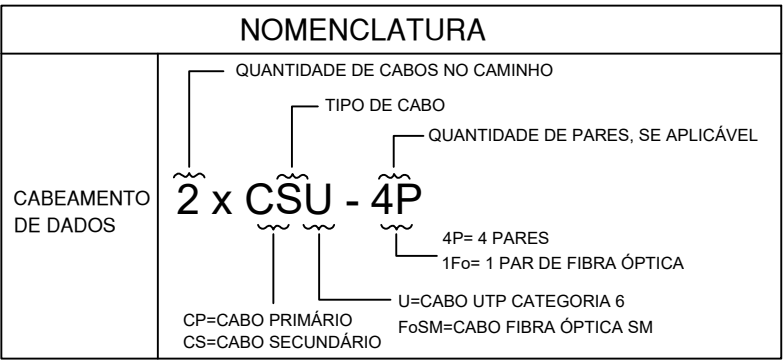 NOMENCLATURA
QUANTIDADE DE CABOS NO CAMINHO
TIPO DE CABO
QUANTIDADE DE PARES, SE APLICÁVEL
CABEAMENTO
DE DADOS
2 x CSU - 4P
4P= 4 PARES
1Fo= 1 PAR DE FIBRA ÓPTICA
U=CABO UTP CATEGORIA 6
FoSM=CABO FIBRA ÓPTICA SM
CP=CABO PRIMÁRIO
CS=CABO SECUNDÁRIO